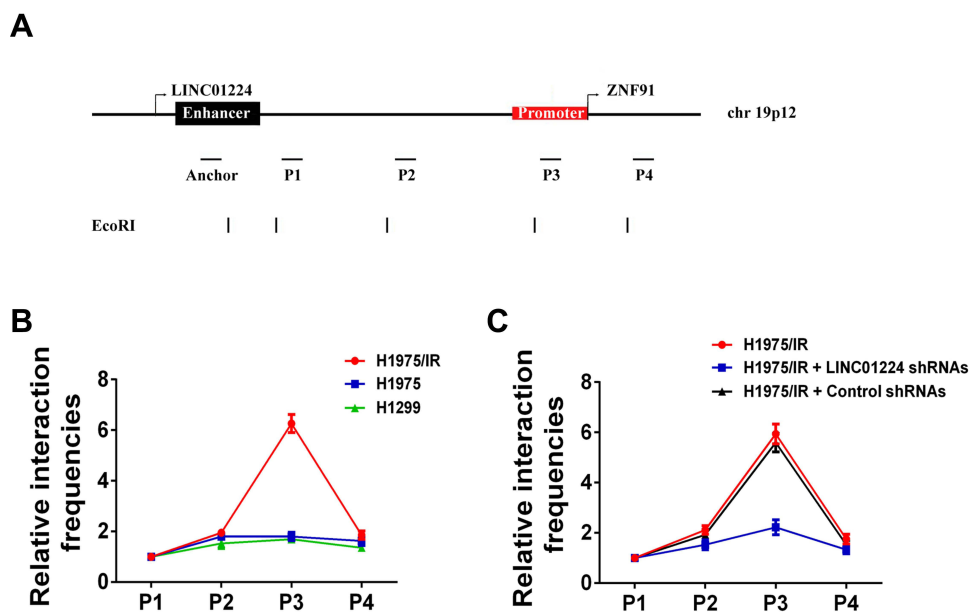 A
LINC01224
ZNF91
Enhancer
Promoter
chr 19p12
Anchor P1 P2 P3 P4
EcoRI
B
Relative interaction
frequencies
8
6
4
2
0
P1 P2 P3 P4
H1975/IR
H1975
H1299
C
Relative interaction
frequencies
8
6
4
2
0
P1 P2 P3 P4
H1975/IR
H1975/IR + LINC01224 shRNAs
H1975/IR + Control shRNAs